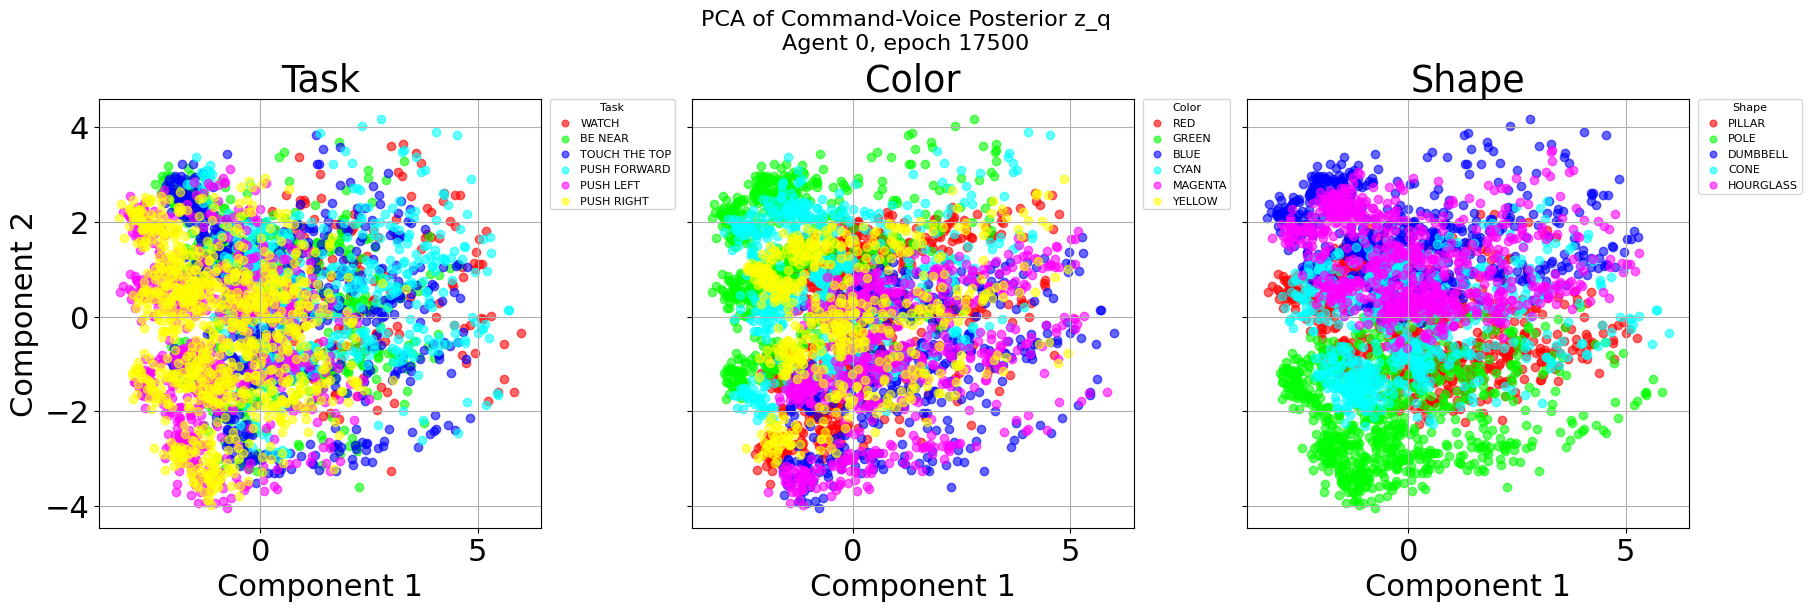 PCA of Command-Voice Posterior z_q
Agent 0, epoch 17500
Task
Component 2
4
2
0
−2
−4
0
5
Component 1
Task
WATCH
BE NEAR
TOUCH THE TOP
PUSH FORWARD
PUSH LEFT
PUSH RIGHT
Color
0
5
Component 1
Color
RED
GREEN
BLUE
CYAN
MAGENTA
YELLOW
Shape
0
5
Component 1
Shape
PILLAR
POLE
DUMBBELL
CONE
HOURGLASS